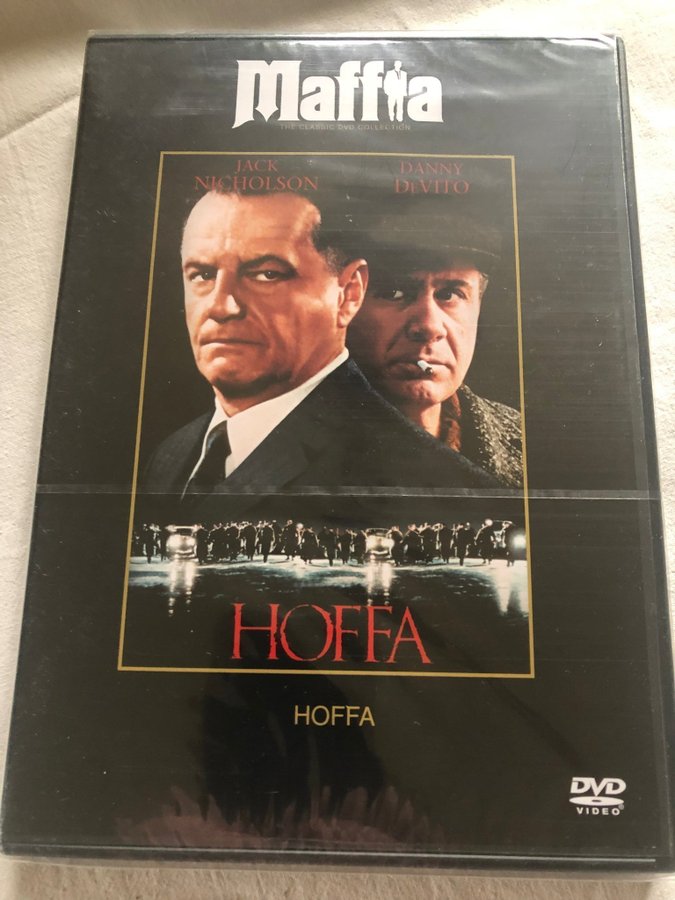 Maffia
THE CLASSIC DVD COLLECTION
JACK
NICHOLSON
DANNY
DEVITO
HOFFA
HOFFA
DVD
VIDEO